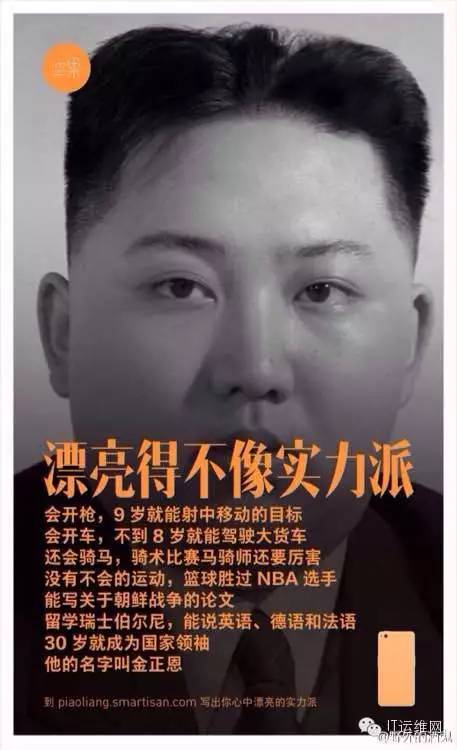 坚果
漂亮得不像实力派
会开枪，9 岁就能射中移动的目标
会开车，不到 8 岁就能驾驶大货车
还会骑马，骑术比赛马骑师还要厉害
没有不会的运动，篮球胜过 NBA 选手
能写关于朝鲜战争的论文
留学瑞士伯尔尼，能说英语、德语和法语
30 岁就成为国家领袖
他的名字叫金正恩
到 piaoliang.smartisan.com 写出你心中漂亮的实力派
IT运维网